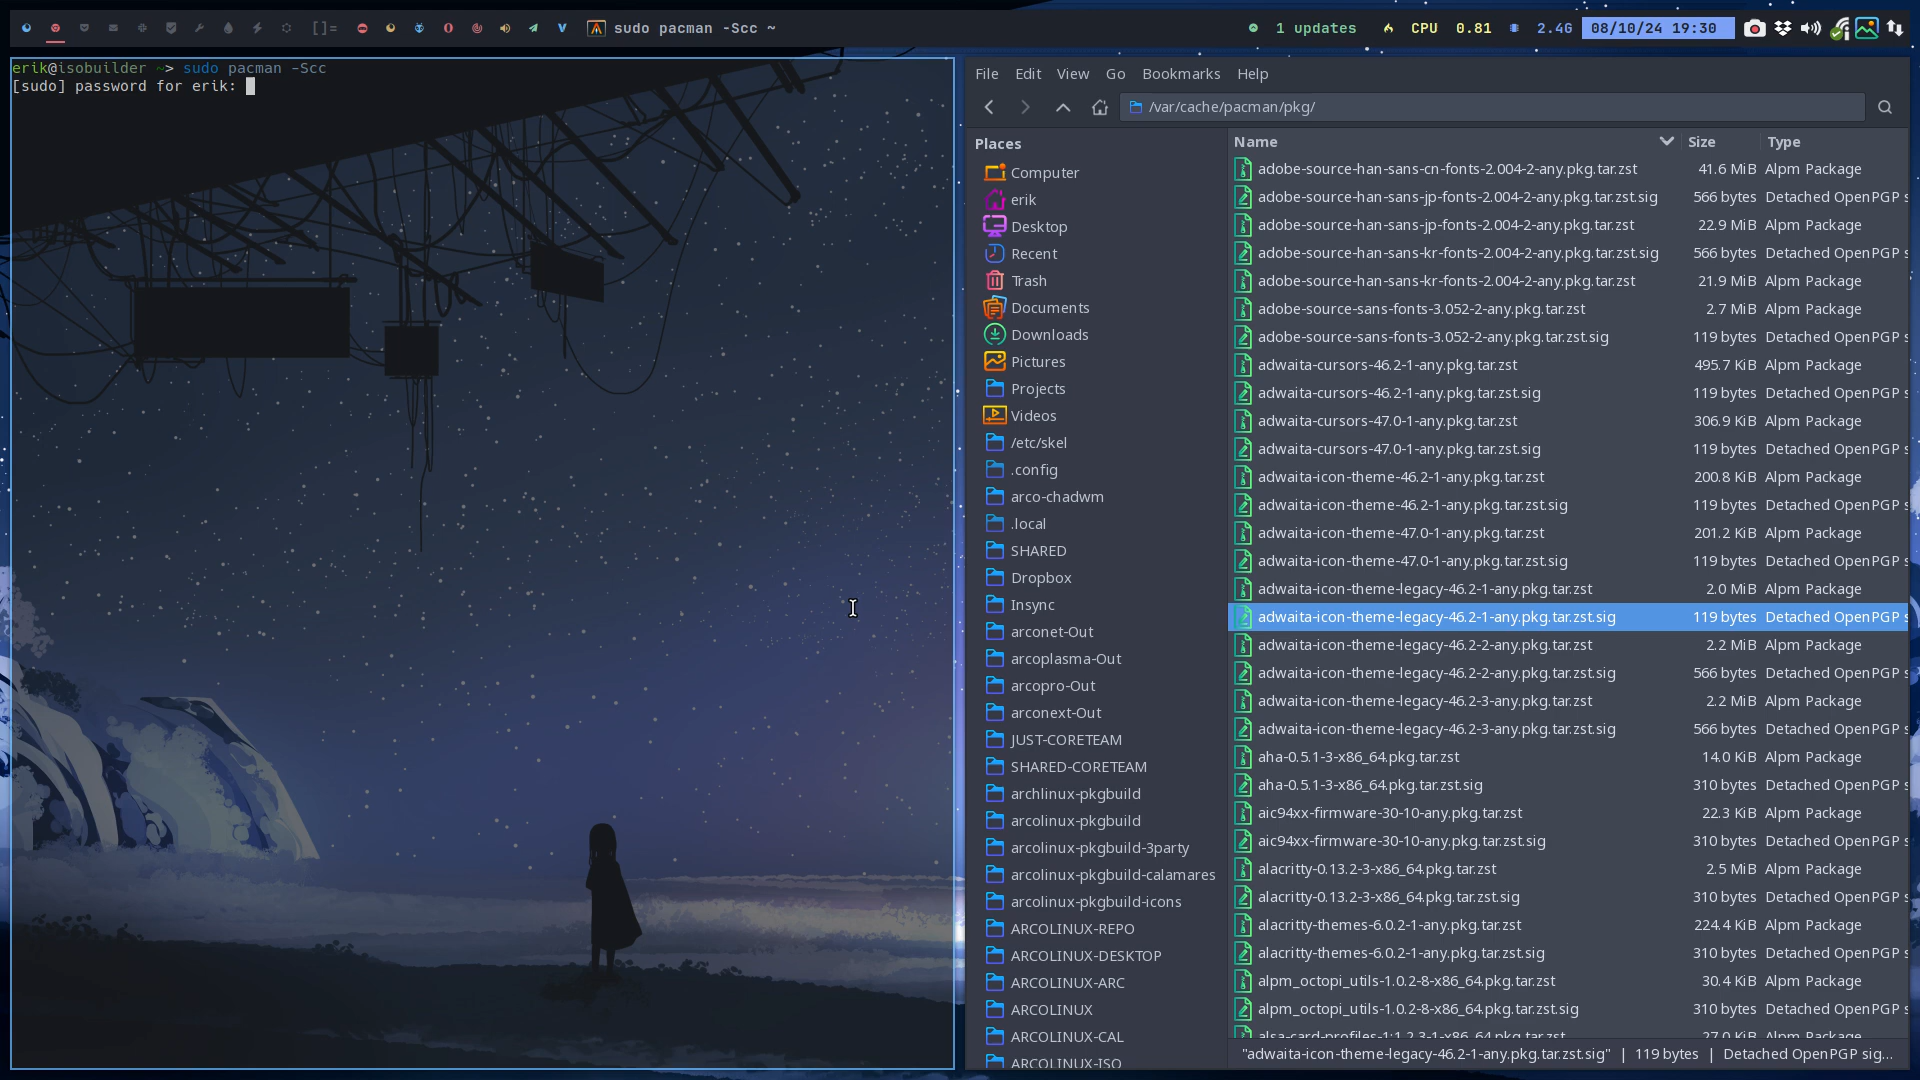 []= sudo pacman -Scc ~ 1 updates CPU 0.81 2.4G 08/10/24 19:30
erik@isobuilder ~> sudo pacman -Scc
[sudo] password for erik:
File Edit View Go Bookmarks Help
/var/cache/pacman/pkg/
Places
Computer
erik
Desktop
Recent
Trash
Documents
Downloads
Pictures
Projects
Videos
/etc/skel
.config
arco-chadwm
.local
SHARED
Dropbox
Insync
arconet-Out
arcoplasma-Out
arcopro-Out
arconext-Out
JUST-CORETEAM
SHARED-CORETEAM
archlinux-pkgbuild
arcolinux-pkgbuild
arcolinux-pkgbuild-3party
arcolinux-pkgbuild-calamares
arcolinux-pkgbuild-icons
ARCOLINUX-REPO
ARCOLINUX-DESKTOP
ARCOLINUX-ARC
ARCOLINUX
ARCOLINUX-CAL
ARCOLINUX-ISO
Name Size Type
adobe-source-han-sans-cn-fonts-2.004-2-any.pkg.tar.zst 41.6 MiB Alpm Package
adobe-source-han-sans-jp-fonts-2.004-2-any.pkg.tar.zst.sig 566 bytes Detached OpenPGP s
adobe-source-han-sans-jp-fonts-2.004-2-any.pkg.tar.zst 22.9 MiB Alpm Package
adobe-source-han-sans-kr-fonts-2.004-2-any.pkg.tar.zst.sig 566 bytes Detached OpenPGP s
adobe-source-han-sans-kr-fonts-2.004-2-any.pkg.tar.zst 21.9 MiB Alpm Package
adobe-source-sans-fonts-3.052-2-any.pkg.tar.zst 2.7 MiB Alpm Package
adobe-source-sans-fonts-3.052-2-any.pkg.tar.zst.sig 119 bytes Detached OpenPGP s
adwaita-cursors-46.2-1-any.pkg.tar.zst 495.7 KiB Alpm Package
adwaita-cursors-46.2-1-any.pkg.tar.zst.sig 119 bytes Detached OpenPGP s
adwaita-cursors-47.0-1-any.pkg.tar.zst 306.9 KiB Alpm Package
adwaita-cursors-47.0-1-any.pkg.tar.zst.sig 119 bytes Detached OpenPGP s
adwaita-icon-theme-46.2-1-any.pkg.tar.zst 200.8 KiB Alpm Package
adwaita-icon-theme-46.2-1-any.pkg.tar.zst.sig 119 bytes Detached OpenPGP s
adwaita-icon-theme-47.0-1-any.pkg.tar.zst 201.2 KiB Alpm Package
adwaita-icon-theme-47.0-1-any.pkg.tar.zst.sig 119 bytes Detached OpenPGP s
adwaita-icon-theme-legacy-46.2-1-any.pkg.tar.zst 2.0 MiB Alpm Package
adwaita-icon-theme-legacy-46.2-1-any.pkg.tar.zst.sig 119 bytes Detached OpenPGP s
adwaita-icon-theme-legacy-46.2-2-any.pkg.tar.zst 2.2 MiB Alpm Package
adwaita-icon-theme-legacy-46.2-2-any.pkg.tar.zst.sig 566 bytes Detached OpenPGP s
adwaita-icon-theme-legacy-46.2-3-any.pkg.tar.zst 2.2 MiB Alpm Package
adwaita-icon-theme-legacy-46.2-3-any.pkg.tar.zst.sig 566 bytes Detached OpenPGP s
aha-0.5.1-3-x86_64.pkg.tar.zst 14.0 KiB Alpm Package
aha-0.5.1-3-x86_64.pkg.tar.zst.sig 310 bytes Detached OpenPGP s
aic94xx-firmware-30-10-any.pkg.tar.zst 22.3 KiB Alpm Package
aic94xx-firmware-30-10-any.pkg.tar.zst.sig 310 bytes Detached OpenPGP s
alacritty-0.13.2-3-x86_64.pkg.tar.zst 2.5 MiB Alpm Package
alacritty-0.13.2-3-x86_64.pkg.tar.zst.sig 310 bytes Detached OpenPGP s
alacritty-themes-6.0.2-1-any.pkg.tar.zst 224.4 KiB Alpm Package
alacritty-themes-6.0.2-1-any.pkg.tar.zst.sig 310 bytes Detached OpenPGP s
alpm_octopi_utils-1.0.2-8-x86_64.pkg.tar.zst 30.4 KiB Alpm Package
alpm_octopi_utils-1.0.2-8-x86_64.pkg.tar.zst.sig 310 bytes Detached OpenPGP s
alsa-card-profiles-1:1.2.3-1-x86_64.pkg.tar.zst 27.0 KiB Alpm Package
"adwaita-icon-theme-legacy-46.2-1-any.pkg.tar.zst.sig" | 119 bytes | Detached OpenPGP sig...